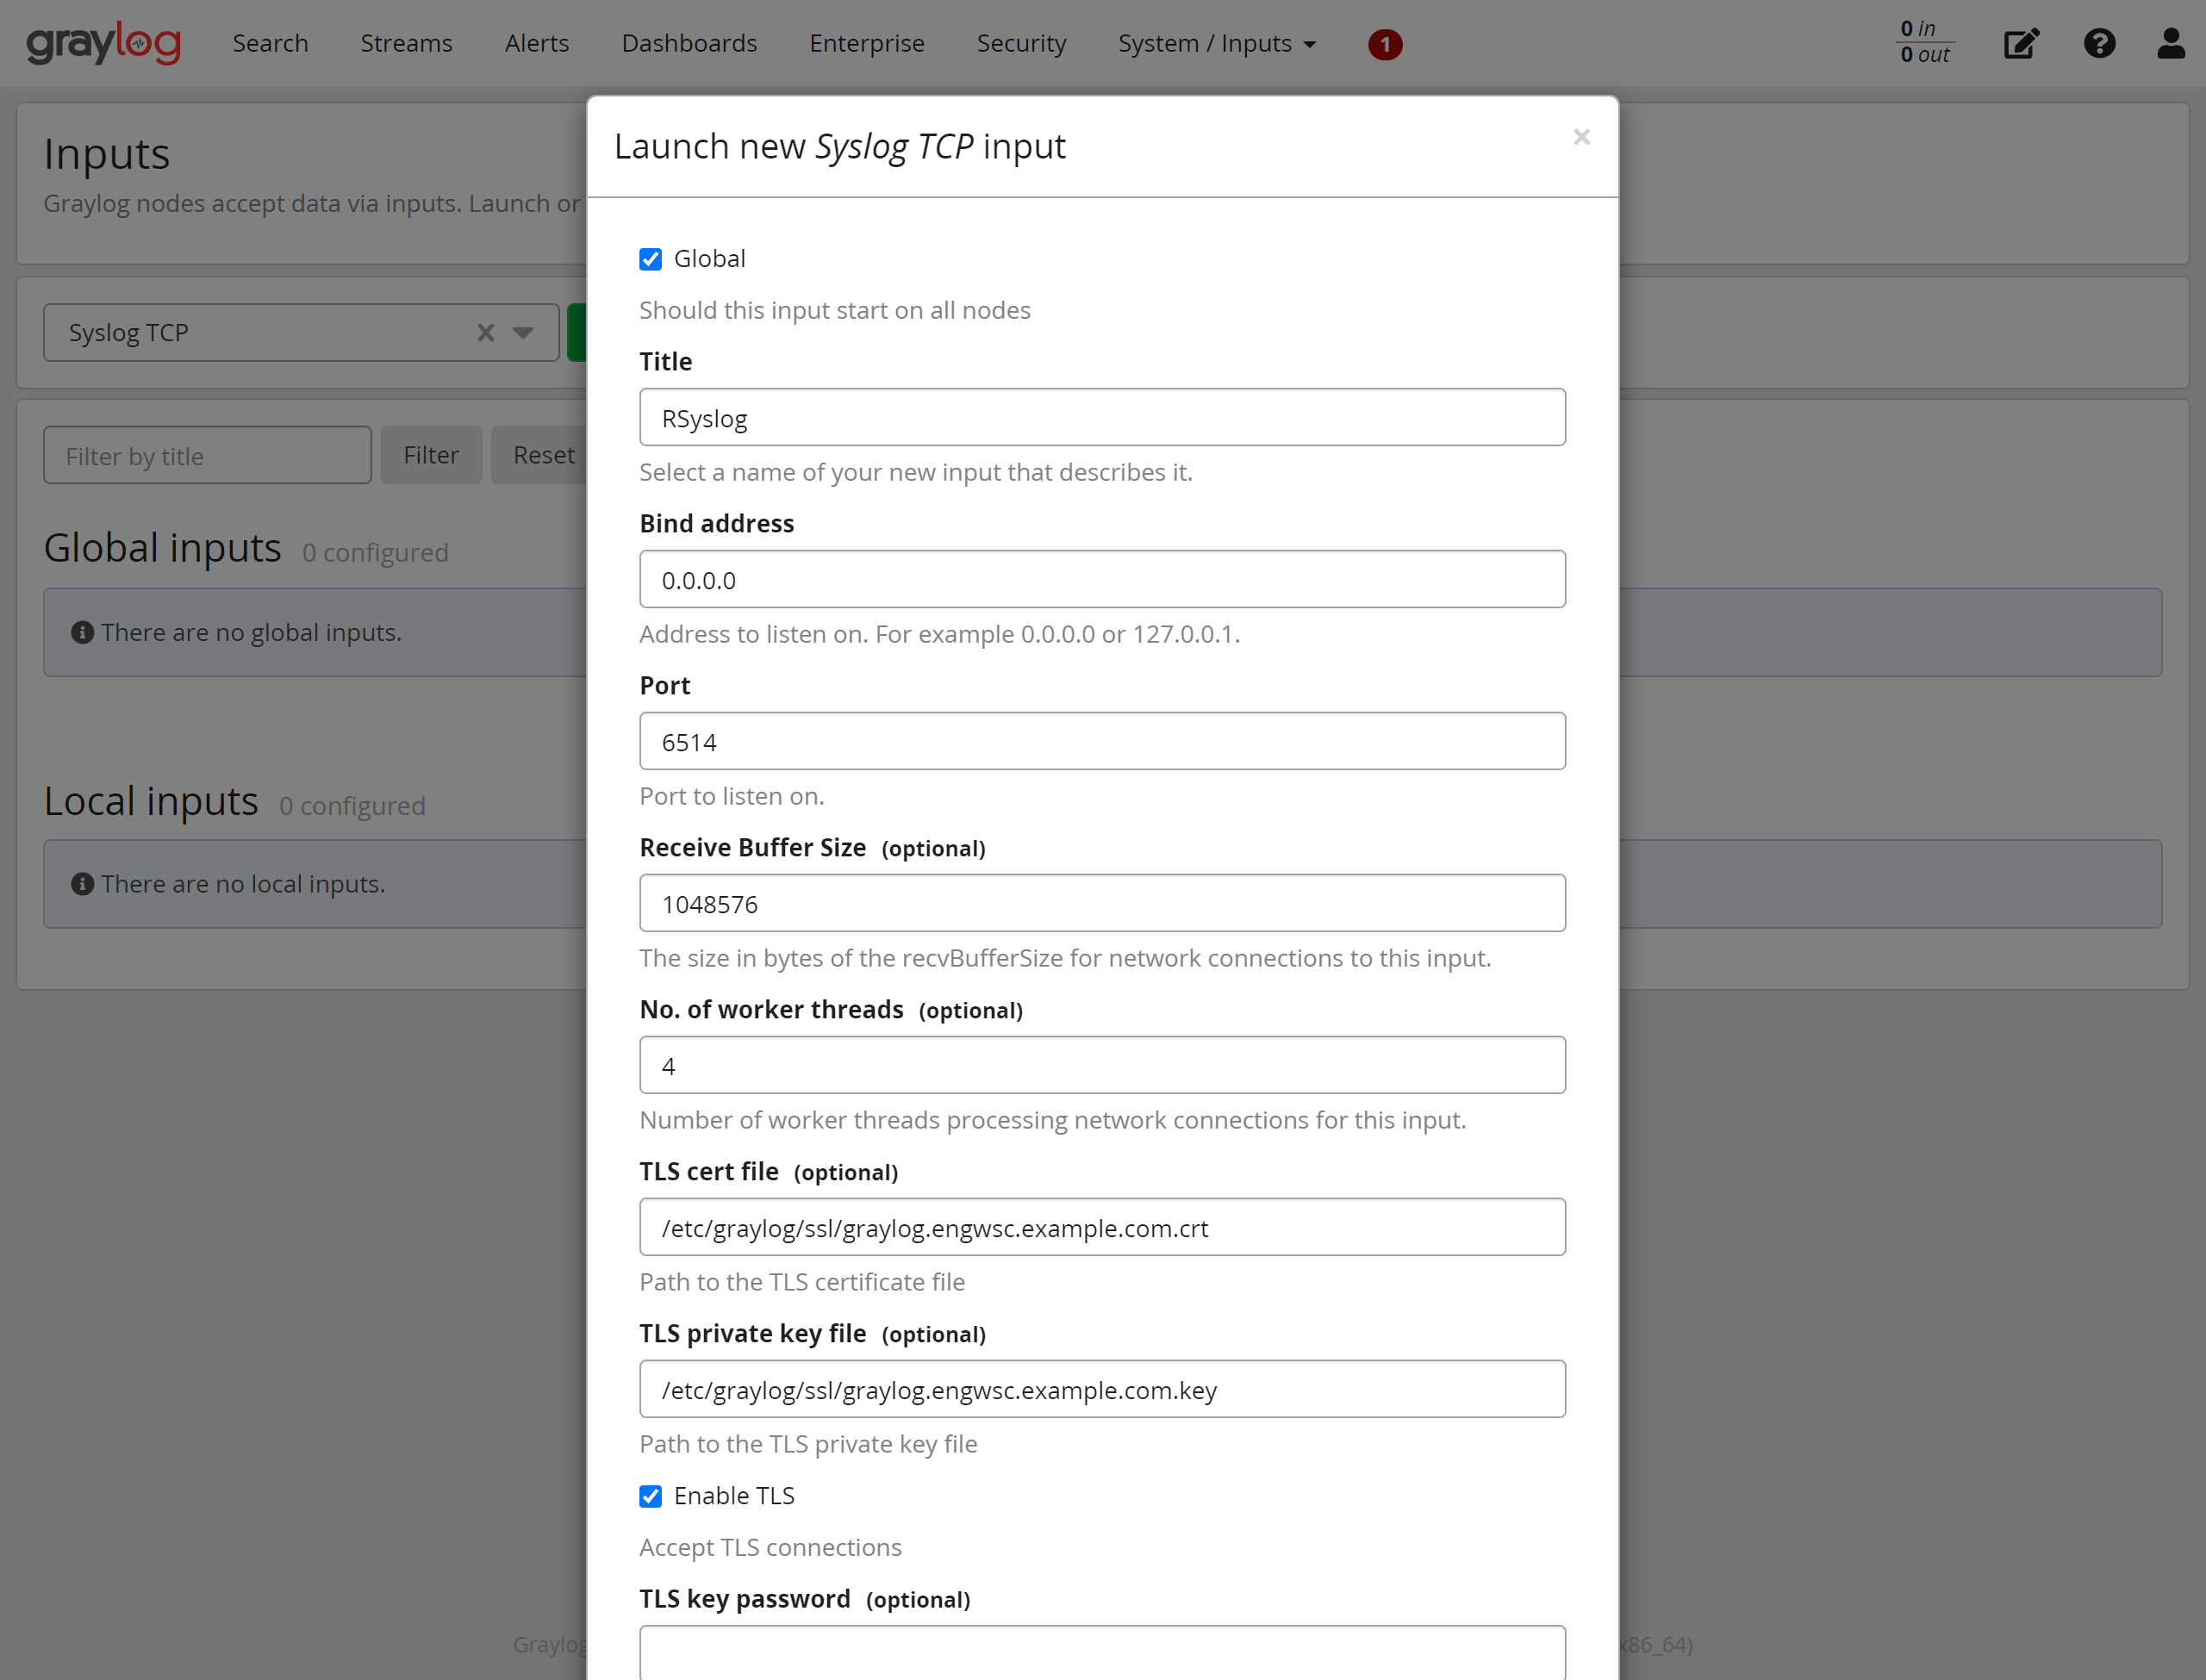 graylog Search Streams Alerts Dashboards Enterprise Security System / Inputs 1 0 in
0 out
Launch new Syslog TCP input ×
Inputs
Graylog nodes accept data via inputs. Launch or
Syslog TCP
Filter by title Filter Reset
Global inputs 0 configured
There are no global inputs.
Local inputs 0 configured
There are no local inputs.
Global
Should this input start on all nodes
Title
RSyslog
Select a name of your new input that describes it.
Bind address
0.0.0.0
Address to listen on. For example 0.0.0.0 or 127.0.0.1.
Port
6514
Port to listen on.
Receive Buffer Size (optional)
1048576
The size in bytes of the recvBufferSize for network connections to this input.
No. of worker threads (optional)
4
Number of worker threads processing network connections for this input.
TLS cert file (optional)
/etc/graylog/ssl/graylog.engwsc.example.com.crt
Path to the TLS certificate file
TLS private key file (optional)
/etc/graylog/ssl/graylog.engwsc.example.com.key
Path to the TLS private key file
Enable TLS
Accept TLS connections
TLS key password (optional)
Graylog x86_64)